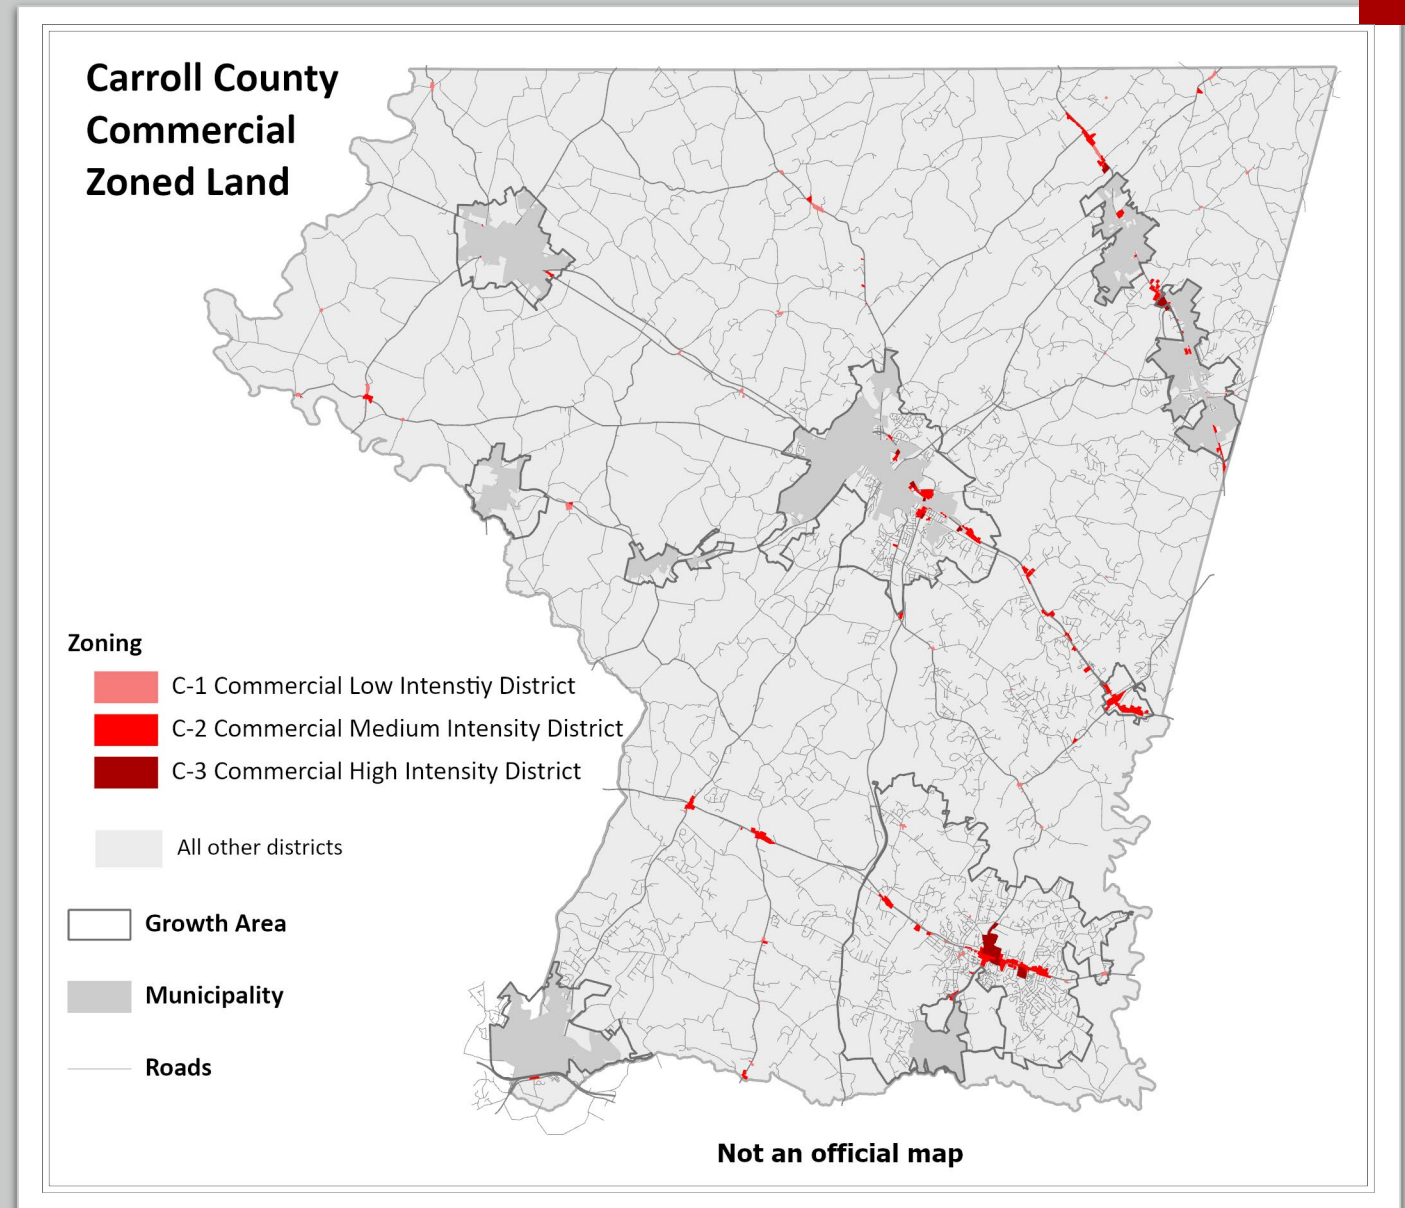 Carroll County
Commercial
Zoned Land
Zoning
C-1 Commercial Low Intenstiy District
C-2 Commercial Medium Intensity District
C-3 Commercial High Intensity District
All other districts
Growth Area
Municipality
Roads
Not an official map